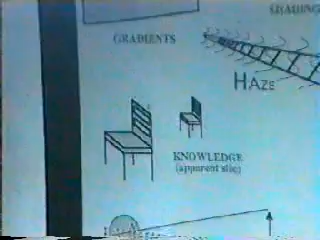 SHADING
GRADIENTS
HAZE
KNOWLEDGE
(apparent size)